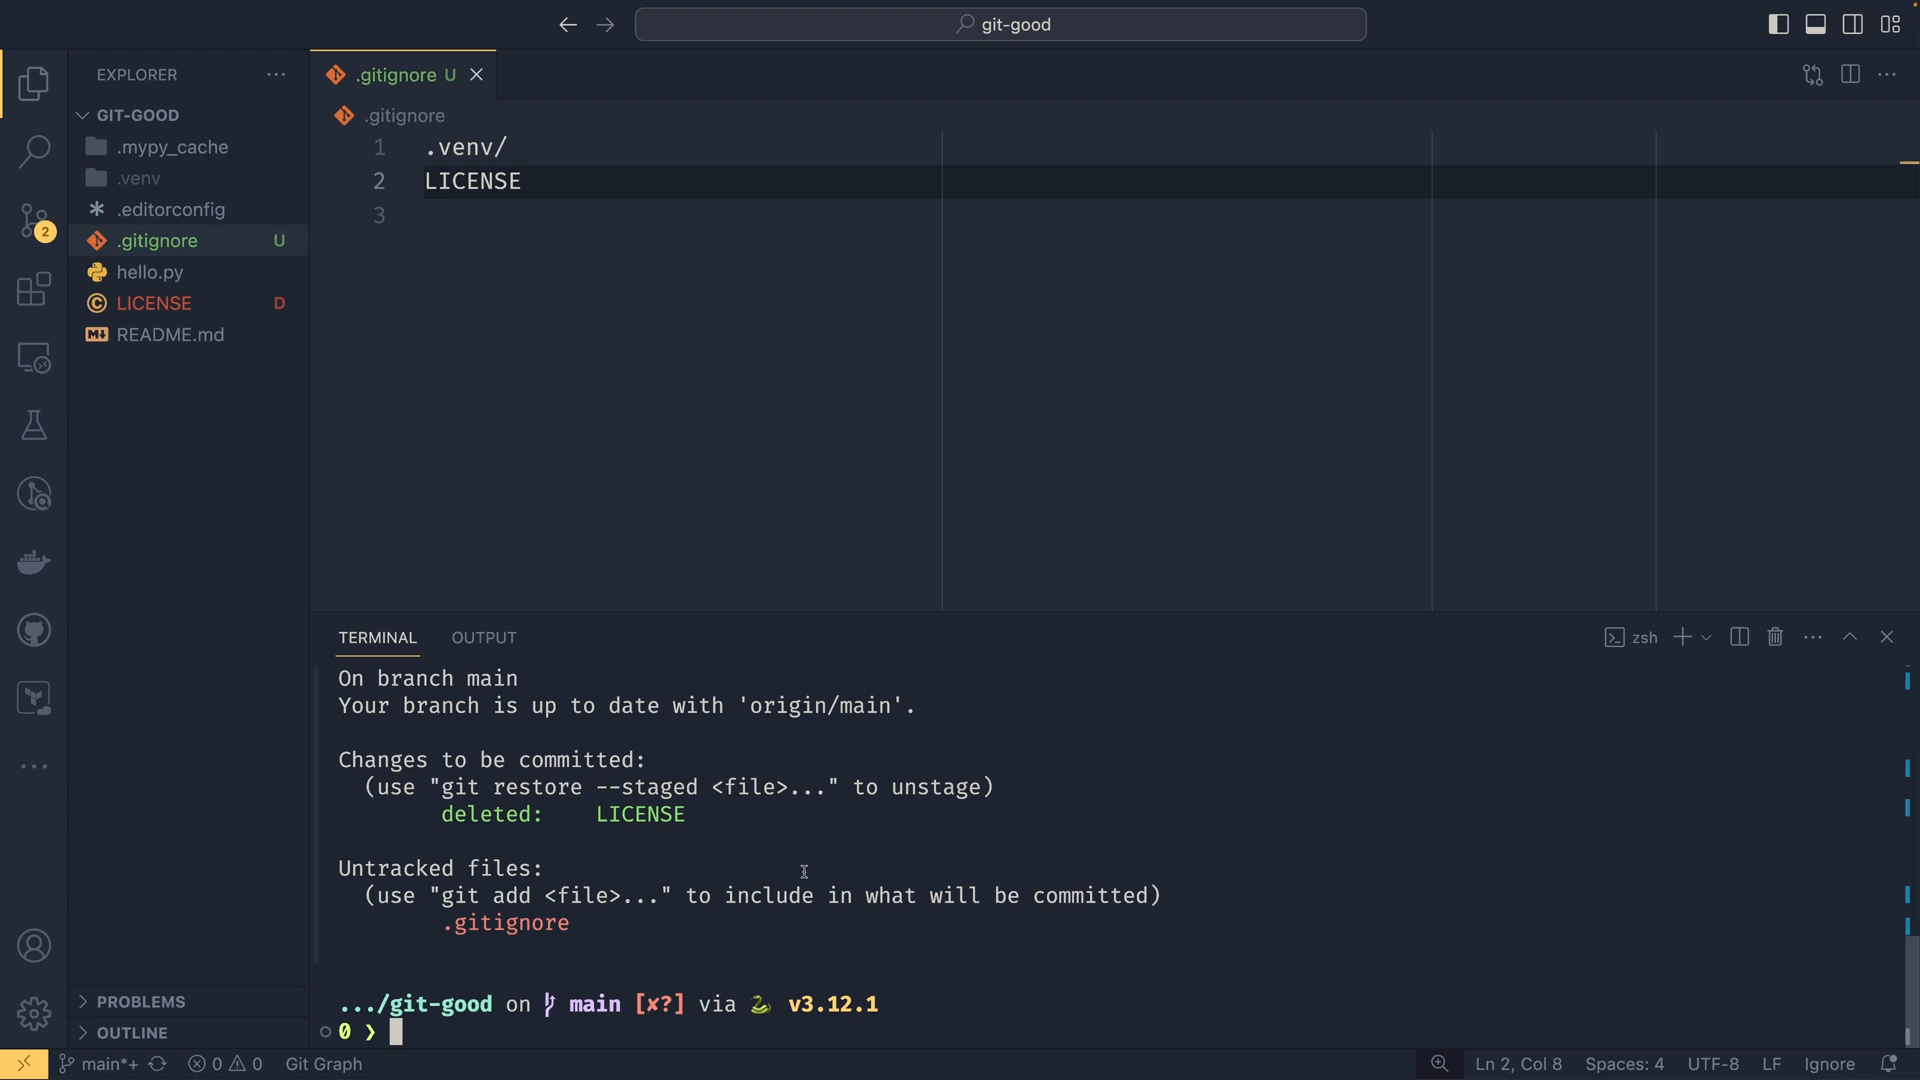 git-good
EXPLORER
GIT-GOOD
.mypy_cache
.venv
.editorconfig
.gitignore U
hello.py
LICENSE D
README.md
PROBLEMS
OUTLINE
2
.gitignore U
.gitignore
1 .venv/
2 LICENSE
3
TERMINAL OUTPUT
zsh
On branch main
Your branch is up to date with 'origin/main'.
Changes to be committed:
(use "git restore --staged <file>..." to unstage)
deleted: LICENSE
Untracked files:
(use "git add <file>..." to include in what will be committed)
.gitignore
.../git-good on main [✘?] via 🐍 v3.12.1
0 ❯
main*+ 0 0 Git Graph Ln 2, Col 8 Spaces: 4 UTF-8 LF Ignore